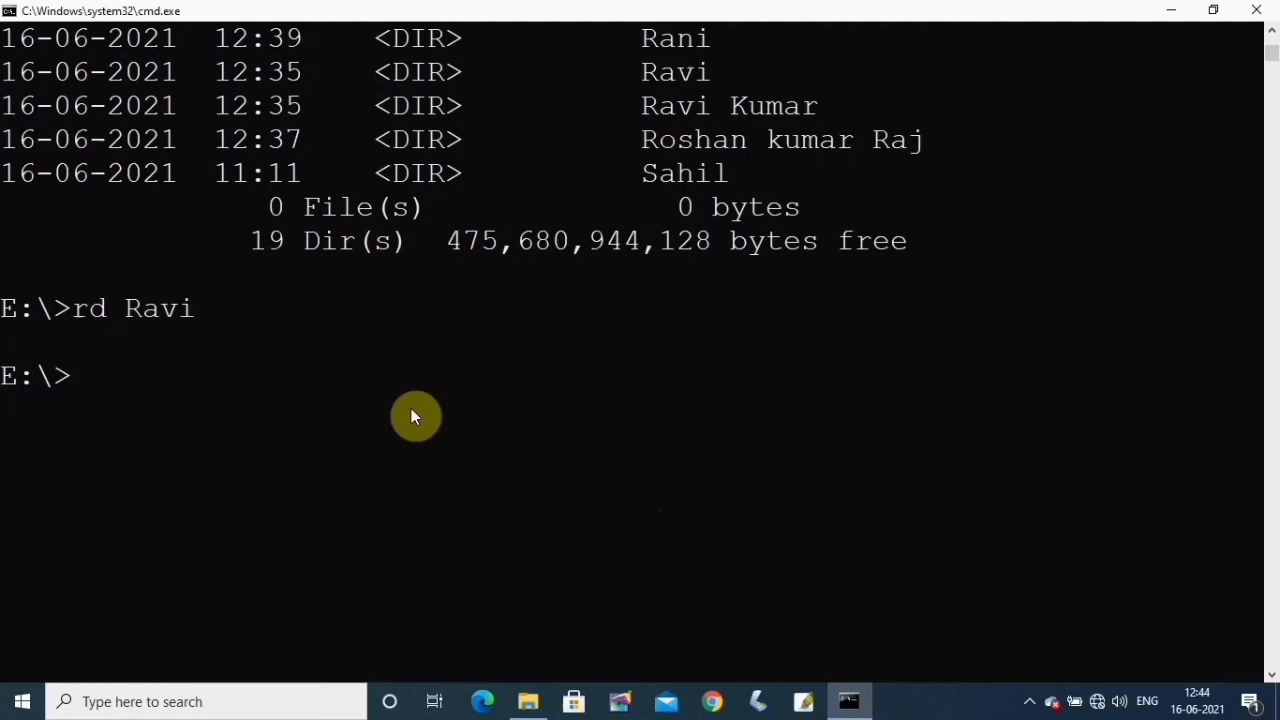 C:\Windows\system32\cmd.exe
16-06-2021 12:39 <DIR> Rani
16-06-2021 12:35 <DIR> Ravi
16-06-2021 12:35 <DIR> Ravi Kumar
16-06-2021 12:37 <DIR> Roshan kumar Raj
16-06-2021 11:11 <DIR> Sahil
0 File(s) 0 bytes
19 Dir(s) 475,680,944,128 bytes free
E:\>rd Ravi
E:\>
Type here to search
ENG
12:44
16-06-2021
1